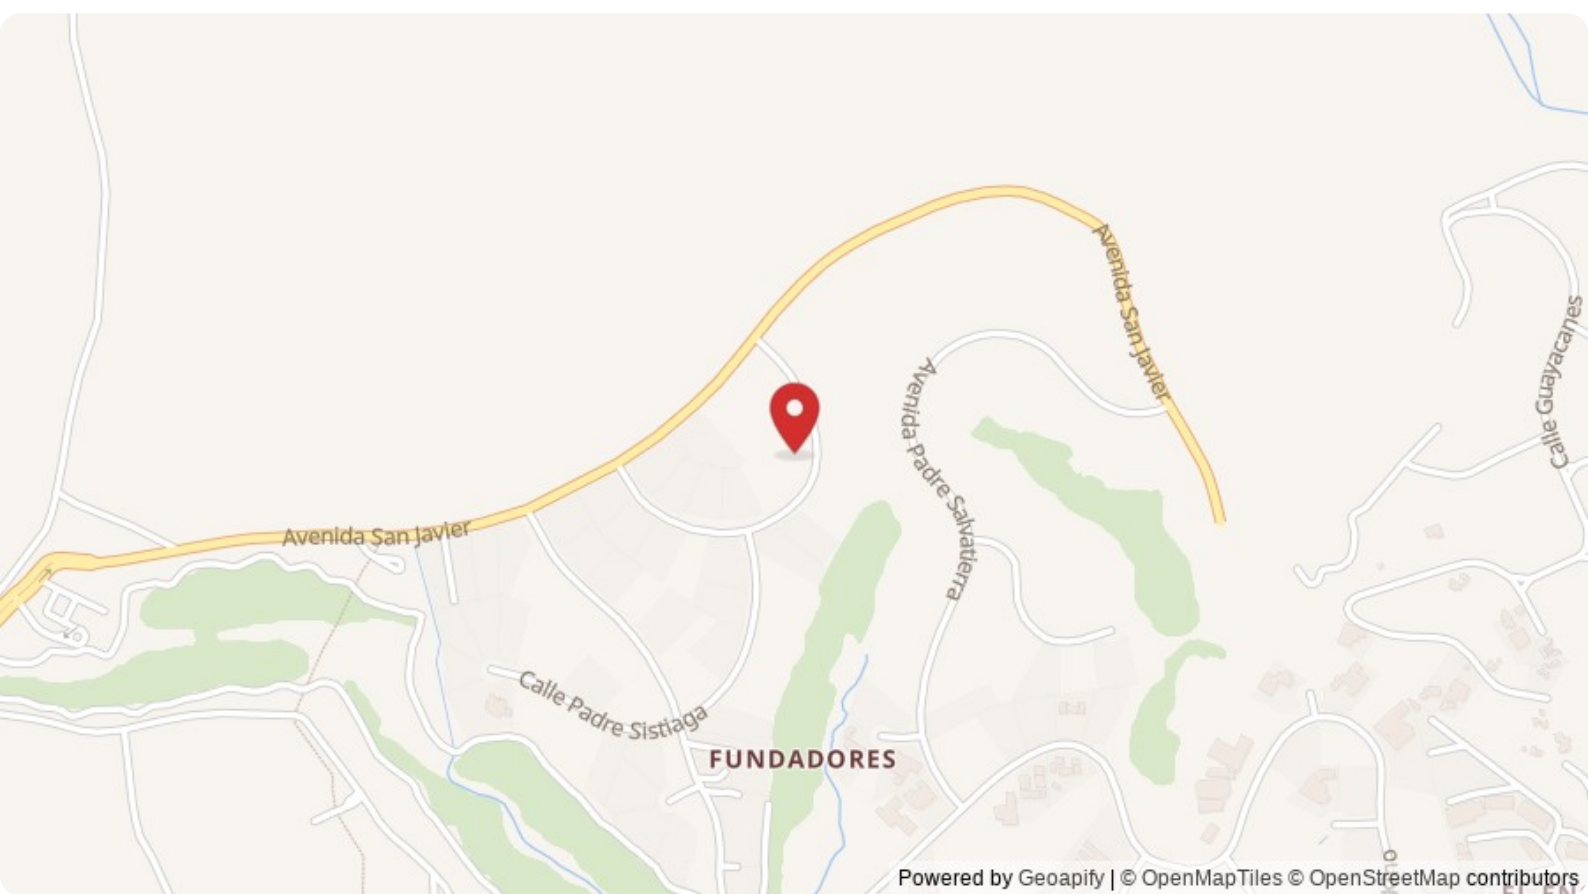 Avenida San Javier
Calle Guayacanes
Avenida Padre Salvatierra
Avenida San Javier
Calle Padre Sistiaga
FUNDADORES
Powered by Geoapify | © OpenMapTiles © OpenStreetMap contributors